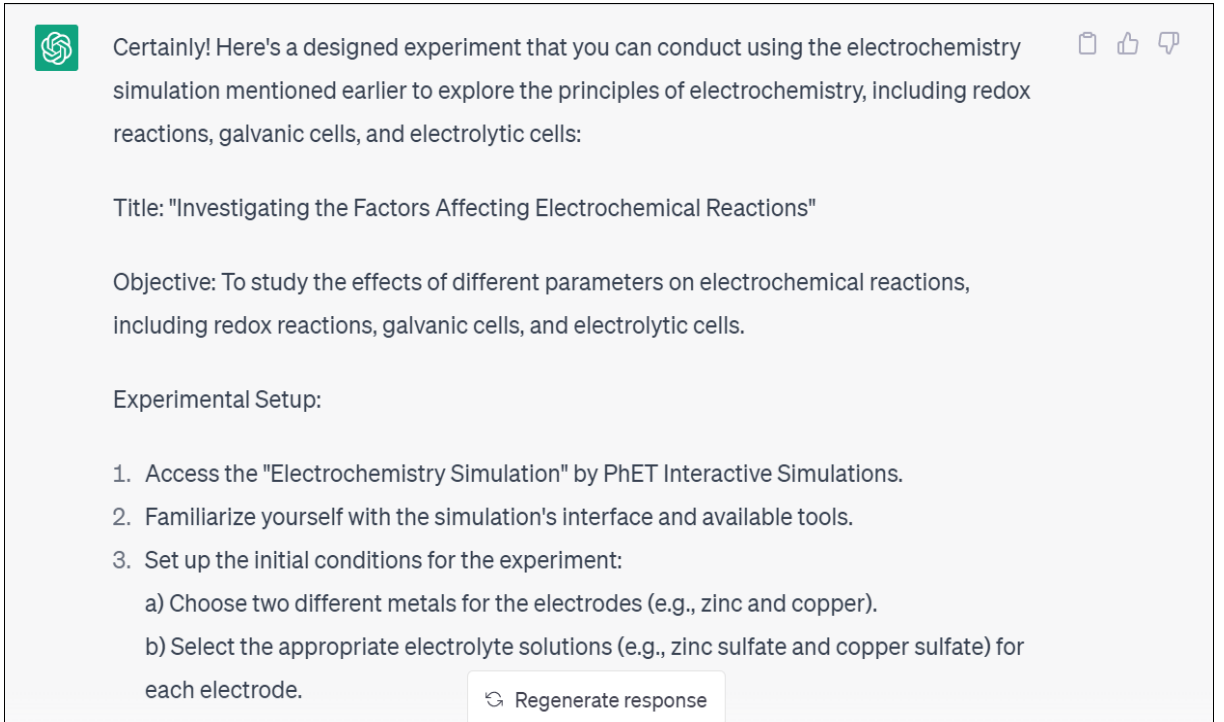 Certainly! Here's a designed experiment that you can conduct using the electrochemistry
simulation mentioned earlier to explore the principles of electrochemistry, including redox
reactions, galvanic cells, and electrolytic cells:
Title: "Investigating the Factors Affecting Electrochemical Reactions"
Objective: To study the effects of different parameters on electrochemical reactions,
including redox reactions, galvanic cells, and electrolytic cells.
Experimental Setup:
1. Access the "Electrochemistry Simulation" by PhET Interactive Simulations.
2. Familiarize yourself with the simulation's interface and available tools.
3. Set up the initial conditions for the experiment:
a) Choose two different metals for the electrodes (e.g., zinc and copper).
b) Select the appropriate electrolyte solutions (e.g., zinc sulfate and copper sulfate) for
each electrode.
Regenerate response